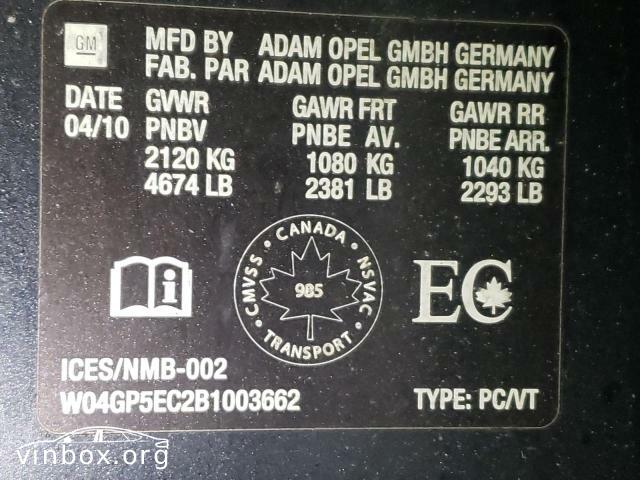 GM
MFD BY ADAM OPEL GMBH GERMANY
FAB. PAR ADAM OPEL GMBH GERMANY
DATE GVWR GAWR FRT GAWR RR
04/10 PNBV PNBE AV. PNBE ARR.
2120 KG 1080 KG 1040 KG
4674 LB 2381 LB 2293 LB
CANADA
CMVSS NSVAC
985
TRANSPORT
EC
ICES/NMB-002
W04GP5EC2B1003662 TYPE: PC/VT
vinbox.org